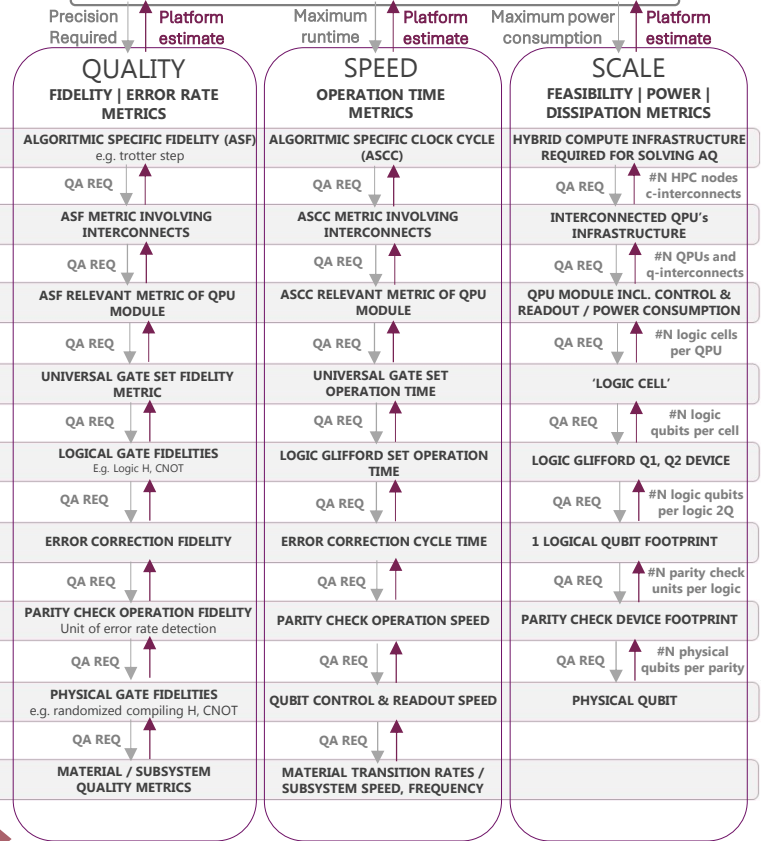 Precision
Required
Platform
estimate
Maximum
runtime
Platform
estimate
Maximum power
consumption
Platform
estimate
QUALITY
FIDELITY | ERROR RATE
METRICS
SPEED
OPERATION TIME
METRICS
SCALE
FEASIBILITY | POWER |
DISSIPATION METRICS
ALGORITMIC SPECIFIC FIDELITY (ASF)
e.g. trotter step
ALGORITMIC SPECIFIC CLOCK CYCLE
(ASCC)
HYBRID COMPUTE INFRASTRUCTURE
REQUIRED FOR SOLVING AQ
QA REQ
QA REQ
QA REQ
#N HPC nodes
c-interconnects
ASF METRIC INVOLVING
INTERCONNECTS
ASCC METRIC INVOLVING
INTERCONNECTS
INTERCONNECTED QPU's
INFRASTRUCTURE
QA REQ
QA REQ
QA REQ
#N QPUs and
q-interconnects
ASF RELEVANT METRIC OF QPU
MODULE
ASCC RELEVANT METRIC OF QPU
MODULE
QPU MODULE INCL. CONTROL &
READOUT / POWER CONSUMPTION
QA REQ
QA REQ
QA REQ
#N logic cells
per QPU
UNIVERSAL GATE SET FIDELITY
METRIC
UNIVERSAL GATE SET
OPERATION TIME
‘LOGIC CELL’
QA REQ
QA REQ
QA REQ
#N logic
qubits per cell
LOGICAL GATE FIDELITIES
E.g. Logic H, CNOT
LOGIC GLIFFORD SET OPERATION
TIME
LOGIC GLIFFORD Q1, Q2 DEVICE
QA REQ
QA REQ
QA REQ
#N logic qubits
per logic 2Q
ERROR CORRECTION FIDELITY
ERROR CORRECTION CYCLE TIME
1 LOGICAL QUBIT FOOTPRINT
QA REQ
QA REQ
QA REQ
#N parity check
units per logic
PARITY CHECK OPERATION FIDELITY
Unit of error rate detection
PARITY CHECK OPERATION SPEED
PARITY CHECK DEVICE FOOTPRINT
QA REQ
QA REQ
QA REQ
#N physical
qubits per parity
PHYSICAL GATE FIDELITIES
e.g. randomized compiling H, CNOT
QUBIT CONTROL & READOUT SPEED
PHYSICAL QUBIT
QA REQ
QA REQ
MATERIAL / SUBSYSTEM
QUALITY METRICS
MATERIAL TRANSITION RATES /
SUBSYSTEM SPEED, FREQUENCY